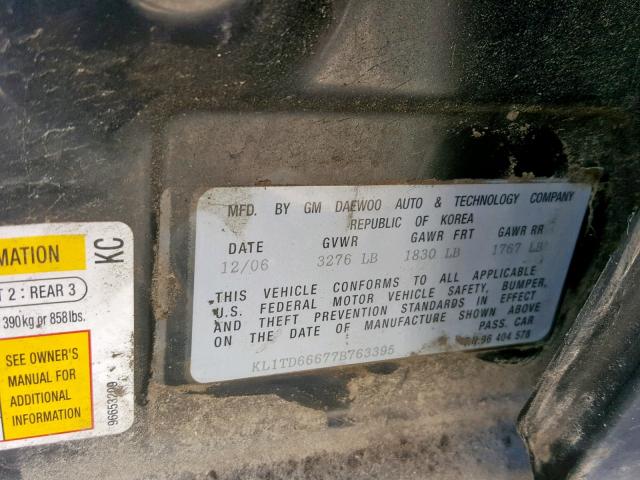 MFD. BY GM DAEWOO AUTO & TECHNOLOGY COMPANY
REPUBLIC OF KOREA
DATE GVWR GAWR FRT GAWR RR
12/06 3276 LB 1830 LB 1767 LB
THIS VEHICLE CONFORMS TO ALL APPLICABLE
U.S. FEDERAL MOTOR VEHICLE SAFETY, BUMPER,
AND THEFT PREVENTION STANDARDS IN EFFECT
ON THE DATE OF MANUFACTURE SHOWN ABOVE
PASS. CAR
96 404 578
KL1TD66677B763395
MATION
KC
T 2 : REAR 3
390 kg or 858 lbs.
SEE OWNER'S
MANUAL FOR
ADDITIONAL
INFORMATION